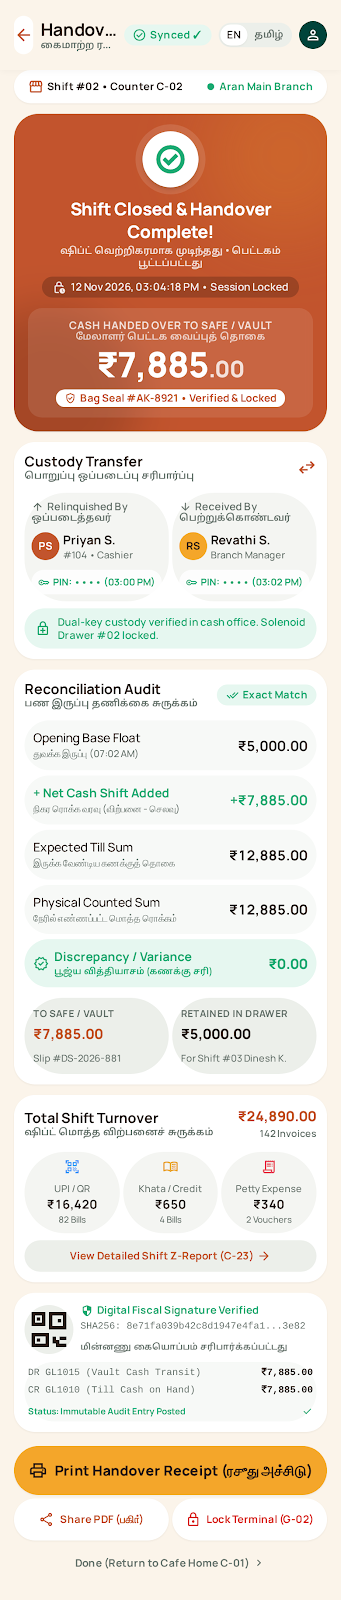 Handov...
கைமாற்ற ர...
Synced ✓
EN
தமிழ்
Shift #02 • Counter C-02
Aran Main Branch
Shift Closed & Handover
Complete!
ஷிப்ட் வெற்றிகரமாக முடிந்தது • பெட்டகம்
பூட்டப்பட்டது
12 Nov 2026, 03:04:18 PM • Session Locked
CASH HANDED OVER TO SAFE / VAULT
மேலாளர் பெட்டக வைப்புத் தொகை
₹7,885.00
Bag Seal #AK-8921 • Verified & Locked
Custody Transfer
பொறுப்பு ஒப்படைப்பு சரிபார்ப்பு
↑ Relinquished By
ஒப்படைத்தவர்
PS
Priyan S.
#104 • Cashier
PIN: •••• (03:00 PM)
↓ Received By
பெற்றுக்கொண்டவர்
RS
Revathi S.
Branch Manager
PIN: •••• (03:02 PM)
Dual-key custody verified in cash office. Solenoid
Drawer #02 locked.
Reconciliation Audit
பண இருப்பு தணிக்கை சுருக்கம்
Exact Match
Opening Base Float
துவக்க இருப்பு (07:02 AM)
₹5,000.00
+ Net Cash Shift Added
நிகர ரொக்க வரவு (விற்பனை - செலவு)
+₹7,885.00
Expected Till Sum
இருக்க வேண்டிய கணக்குத் தொகை
₹12,885.00
Physical Counted Sum
நேரில் எண்ணப்பட்ட மொத்த ரொக்கம்
₹12,885.00
Discrepancy / Variance
பூஜ்ய வித்தியாசம் (கணக்கு சரி)
₹0.00
TO SAFE / VAULT
₹7,885.00
Slip #DS-2026-881
RETAINED IN DRAWER
₹5,000.00
For Shift #03 Dinesh K.
Total Shift Turnover
ஷிப்ட் மொத்த விற்பனைச் சுருக்கம்
₹24,890.00
142 Invoices
UPI / QR
₹16,420
82 Bills
Khata / Credit
₹650
4 Bills
Petty Expense
₹340
2 Vouchers
View Detailed Shift Z-Report (C-23) →
Digital Fiscal Signature Verified
SHA256: 8e71fa039b42c8d1947e4fa1...3e82
மின்னணு கையொப்பம் சரிபார்க்கப்பட்டது
DR GL1015 (Vault Cash Transit) ₹7,885.00
CR GL1010 (Till Cash on Hand) ₹7,885.00
Status: Immutable Audit Entry Posted ✓
Print Handover Receipt (ரசீது அச்சிடு)
Share PDF (பகிர்)
Lock Terminal (G-02)
Done (Return to Cafe Home C-01) >